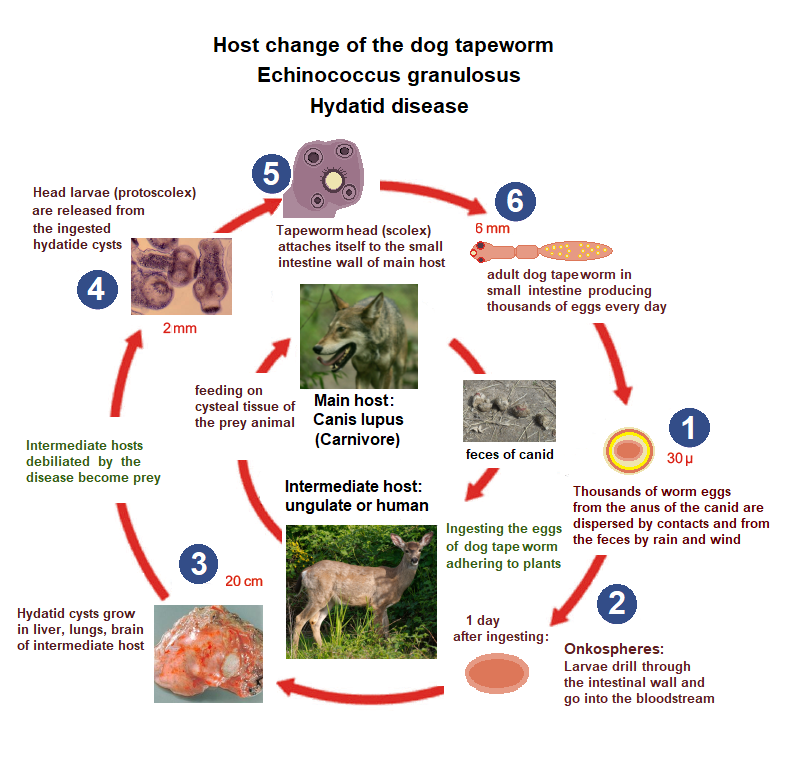 Host change of the dog tapeworm
Echinococcus granulosus
Hydatid disease
5
6
Head larvae (protoscolex)
are released from
the ingested
hydatide cysts
4
2 mm
Tapeworm head (scolex)
attaches itself to the small
intestine wall of main host
6 mm
adult dog tapeworm in
small intestine producing
thousands of eggs every day
feeding on
cysteal tissue of
the prey animal
Main host:
Canis lupus
(Carnivore)
feces of canid
1
30 µ
Thousands of worm eggs
from the anus of the canid are
dispersed by contacts and from
the feces by rain and wind
Intermediate hosts
debiliated by the
disease become prey
Intermediate host:
ungulate or human
Ingesting the eggs
of dog tapeworm
adhering to plants
3
20 cm
Hydatid cysts grow
in liver, lungs, brain
of intermediate host
2
1 day
after ingesting:
Onkospheres:
Larvae drill through
the intestinal wall and
go into the bloodstream